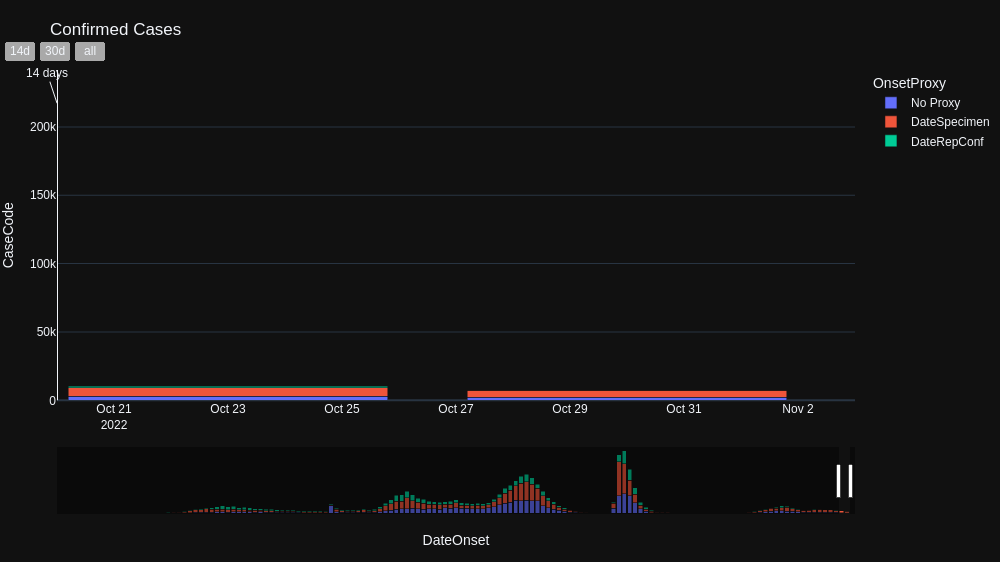 Confirmed Cases
14d
30d
all
14 days
OnsetProxy
No Proxy
DateSpecimen
DateRepConf
CaseCode
200k
150k
100k
50k
0
Oct 21
2022
Oct 23
Oct 25
Oct 27
Oct 29
Oct 31
Nov 2
DateOnset